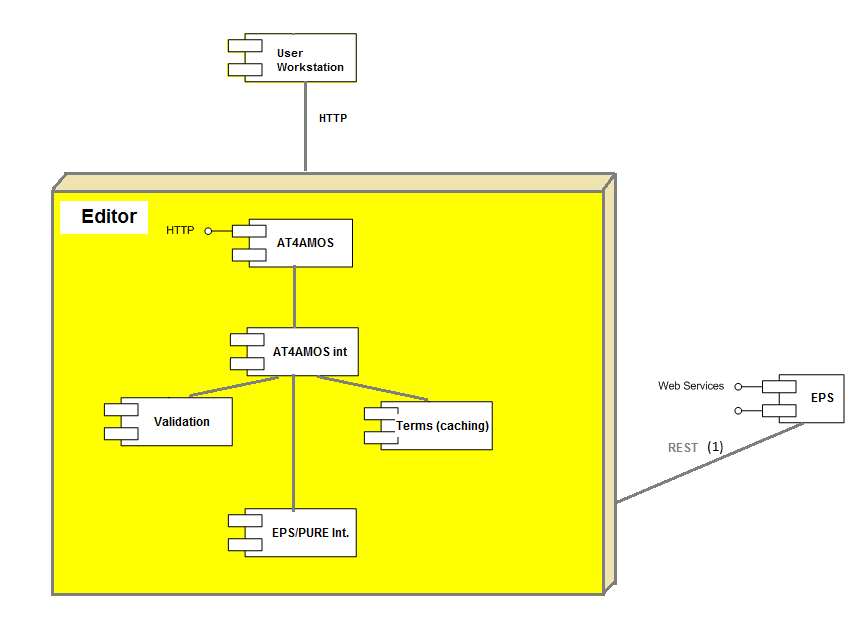 User
Workstation
HTTP
Editor
HTTP
AT4AMOS
AT4AMOS int
Web Services
EPS
Validation
Terms (caching)
REST (1)
EPS/PURE Int.